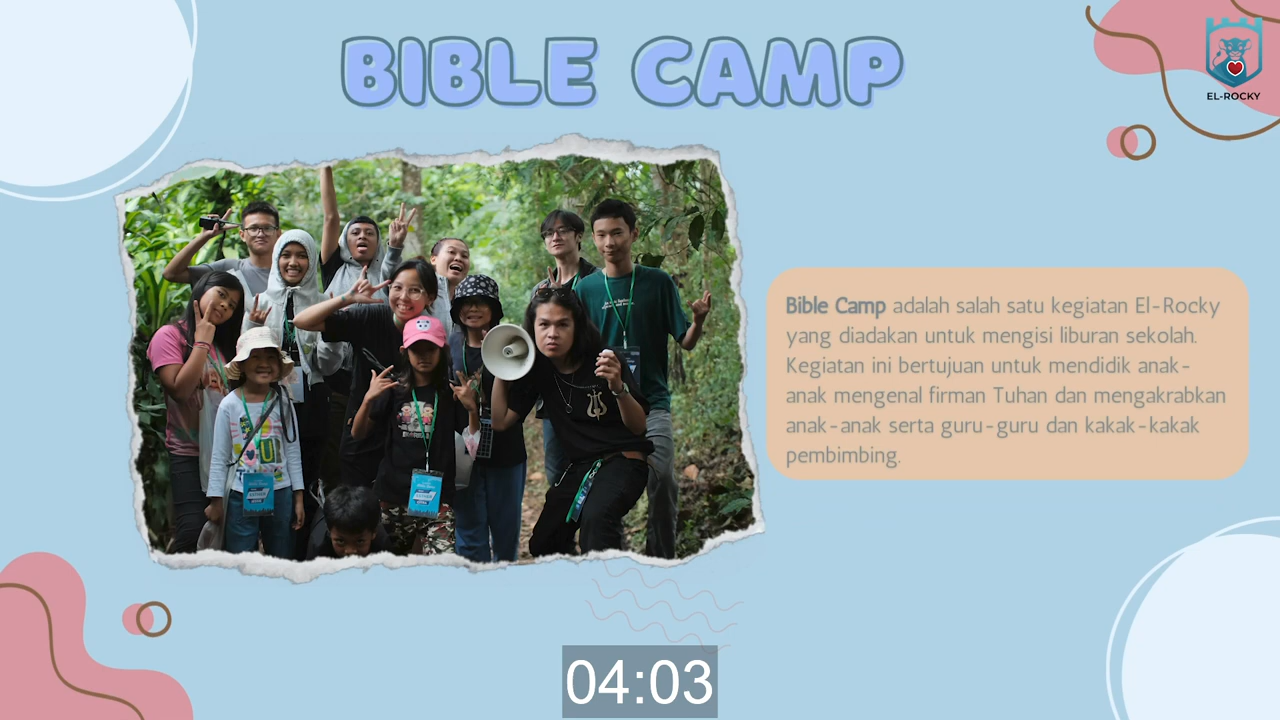 BIBLE CAMP
EL-ROCKY
Bible Camp adalah salah satu kegiatan El-Rocky
yang diadakan untuk mengisi liburan sekolah.
Kegiatan ini bertujuan untuk mendidik anak-
anak mengenal firman Tuhan dan mengakrabkan
anak-anak serta guru-guru dan kakak-kakak
pembimbing.
04:03